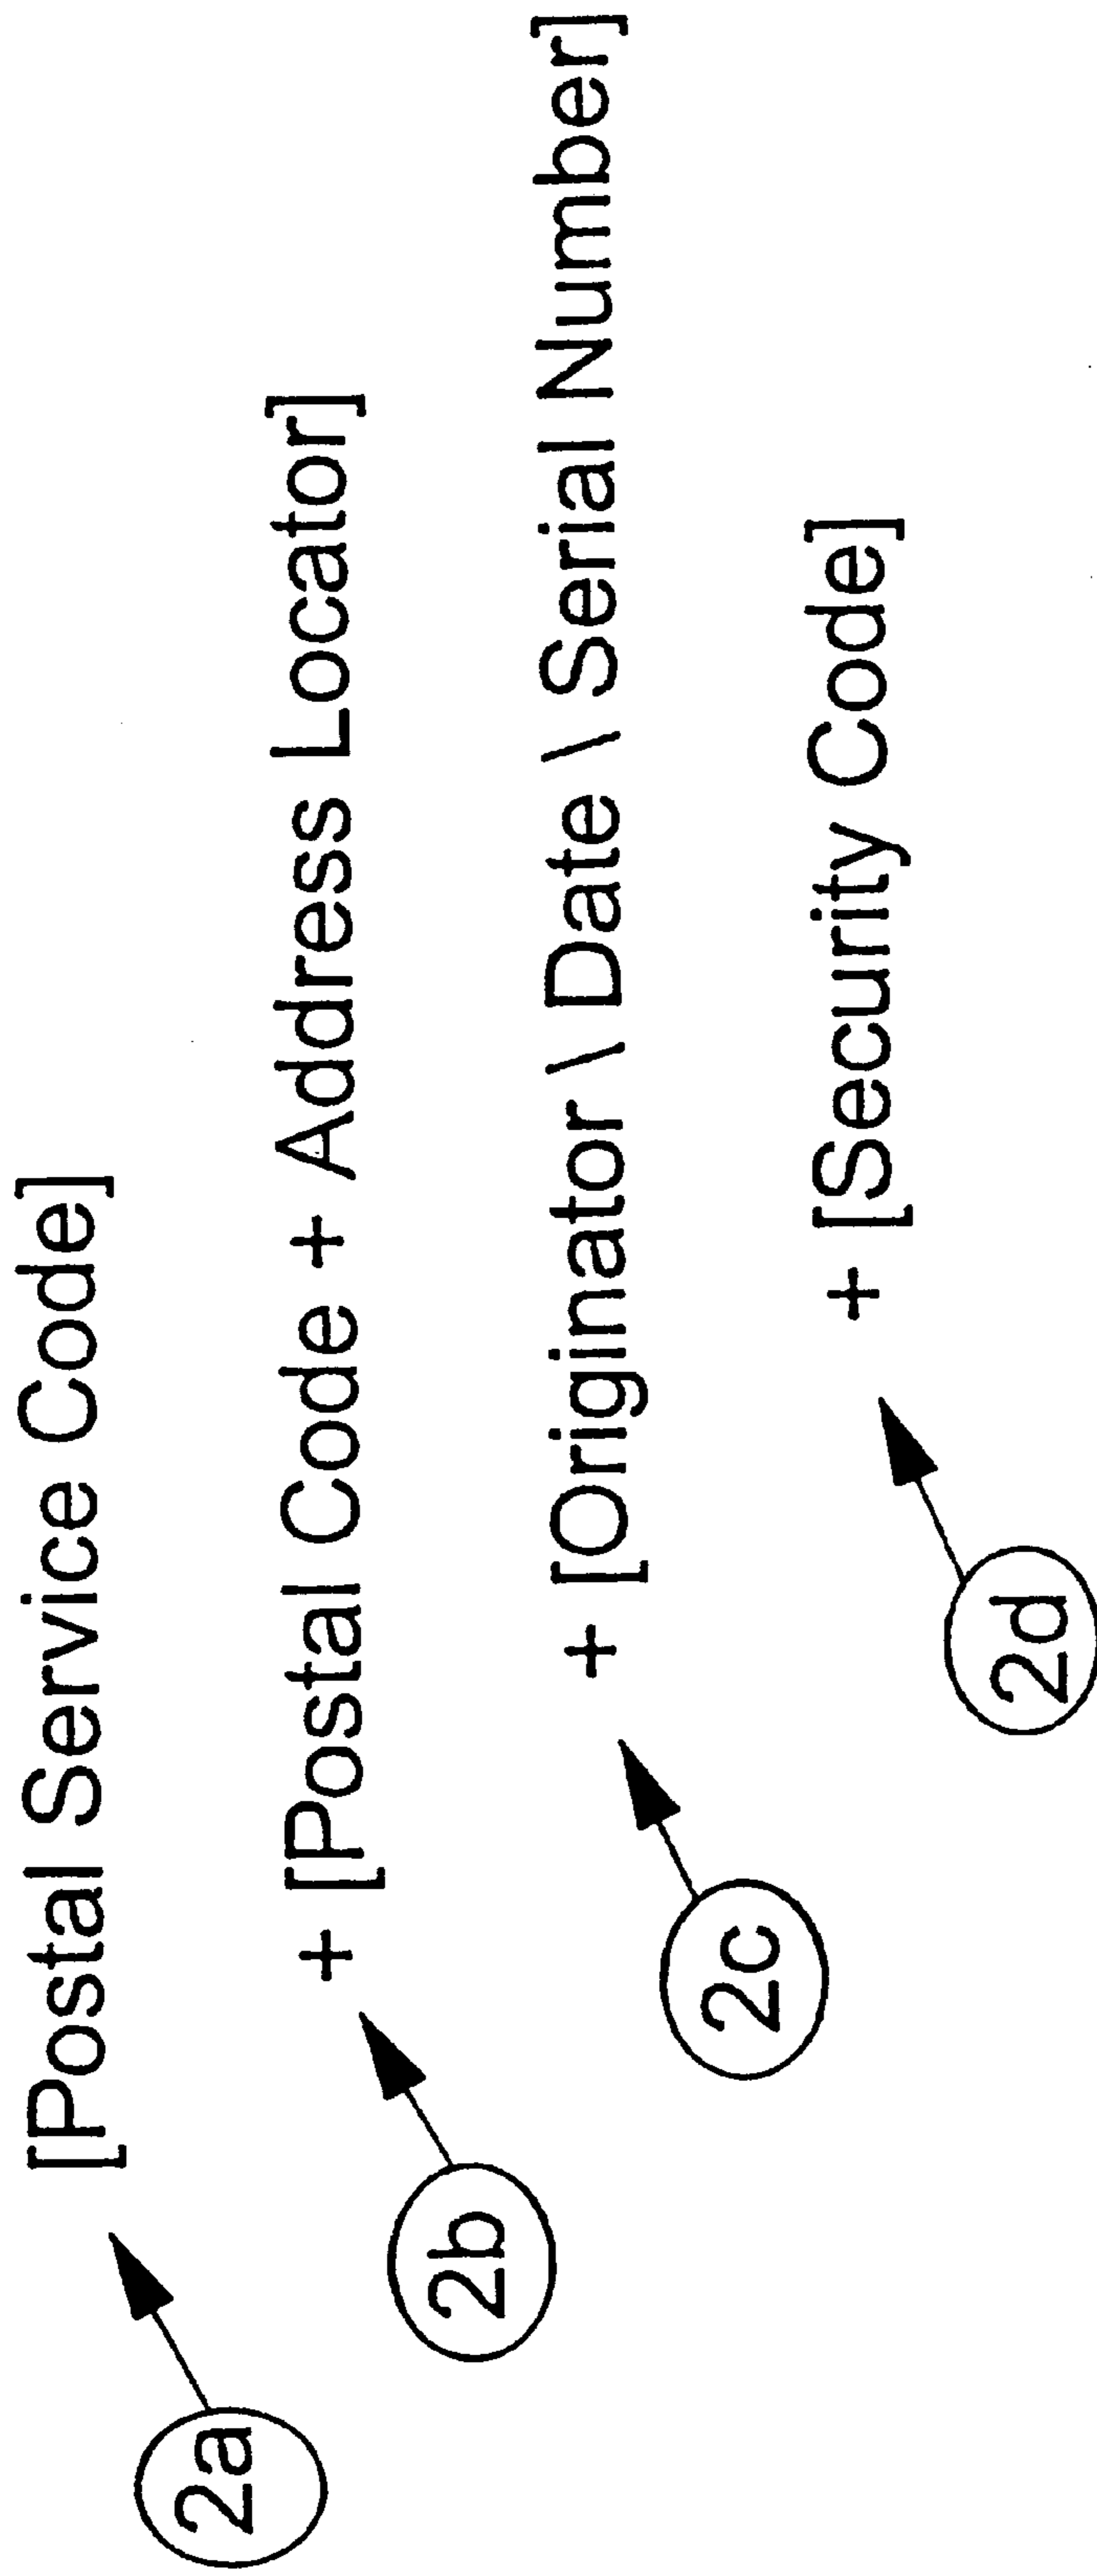 [Postal Service Code]
2a
+ [Postal Code + Address Locator]
2b
+ [Originator \ Date \ Serial Number]
2c
+ [Security Code]
2d